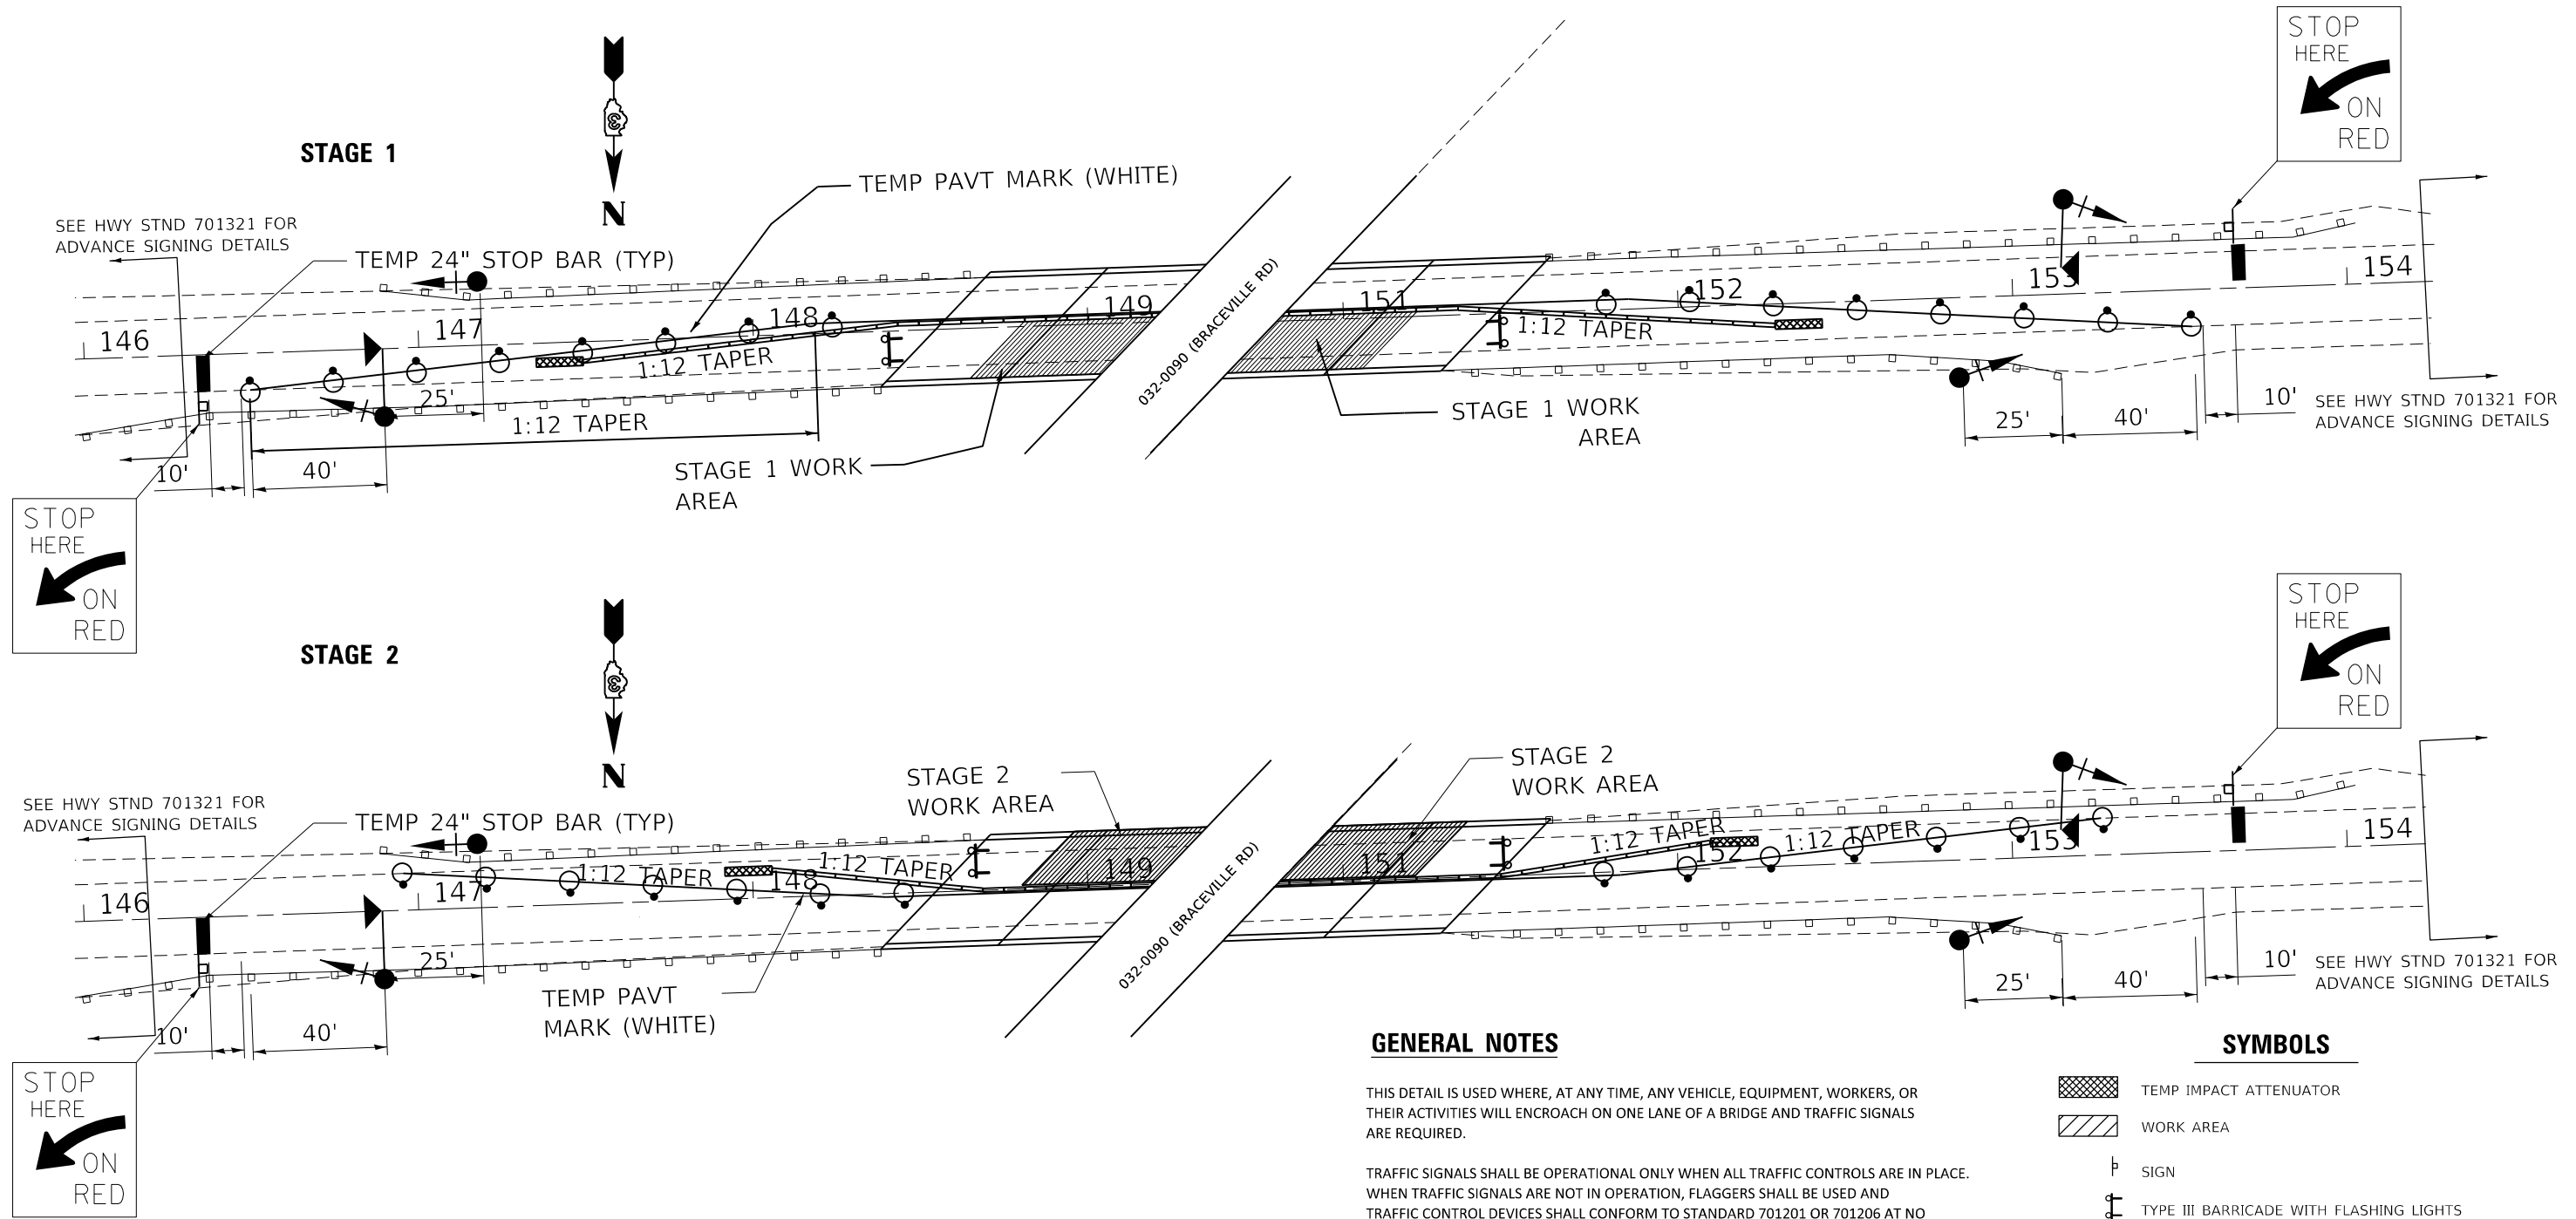 STOP
HERE
ON
RED
STAGE 1
TEMP PAVT MARK (WHITE)
N
SEE HWY STND 701321 FOR
ADVANCE SIGNING DETAILS
TEMP 24" STOP BAR (TYP)
032-0090 (BRACEVILLE RD)
146
147
148
149
151
152
153
154
1:12 TAPER
1:12 TAPER
25'
1:12 TAPER
10'
40'
STAGE 1 WORK
AREA
STAGE 1 WORK
AREA
25'
40'
10'
SEE HWY STND 701321 FOR
ADVANCE SIGNING DETAILS
STOP
HERE
ON
RED
STAGE 2
STOP
HERE
ON
RED
N
STAGE 2
WORK AREA
STAGE 2
WORK AREA
SEE HWY STND 701321 FOR
ADVANCE SIGNING DETAILS
TEMP 24" STOP BAR (TYP)
032-0090 (BRACEVILLE RD)
146
147
148
149
151
152
153
154
1:12 TAPER
1:12 TAPER
1:12 TAPER
1:12 TAPER
25'
10'
40'
TEMP PAVT
MARK (WHITE)
25'
40'
10'
SEE HWY STND 701321 FOR
ADVANCE SIGNING DETAILS
STOP
HERE
ON
RED
GENERAL NOTES
THIS DETAIL IS USED WHERE, AT ANY TIME, ANY VEHICLE, EQUIPMENT, WORKERS, OR
THEIR ACTIVITIES WILL ENCROACH ON ONE LANE OF A BRIDGE AND TRAFFIC SIGNALS
ARE REQUIRED.
TRAFFIC SIGNALS SHALL BE OPERATIONAL ONLY WHEN ALL TRAFFIC CONTROLS ARE IN PLACE.
WHEN TRAFFIC SIGNALS ARE NOT IN OPERATION, FLAGGERS SHALL BE USED AND
TRAFFIC CONTROL DEVICES SHALL CONFORM TO STANDARD 701201 OR 701206 AT NO
SYMBOLS
TEMP IMPACT ATTENUATOR
WORK AREA
SIGN
TYPE III BARRICADE WITH FLASHING LIGHTS